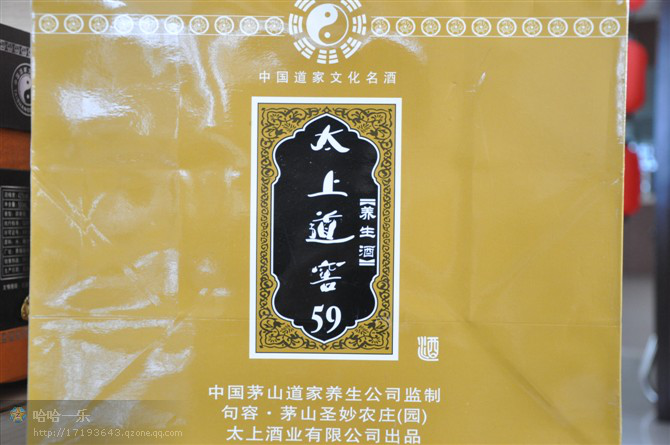 中国道家文化名酒
太上道窖59
【养生酒】
酒
中国茅山道家养生公司监制
句容·茅山圣妙农庄(园)
太上酒业有限公司出品
哈哈一乐
http://17193643.qzone.qq.com